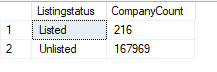 Listingstatus CompanyCount
1 Listed 216
2 Unlisted 167969